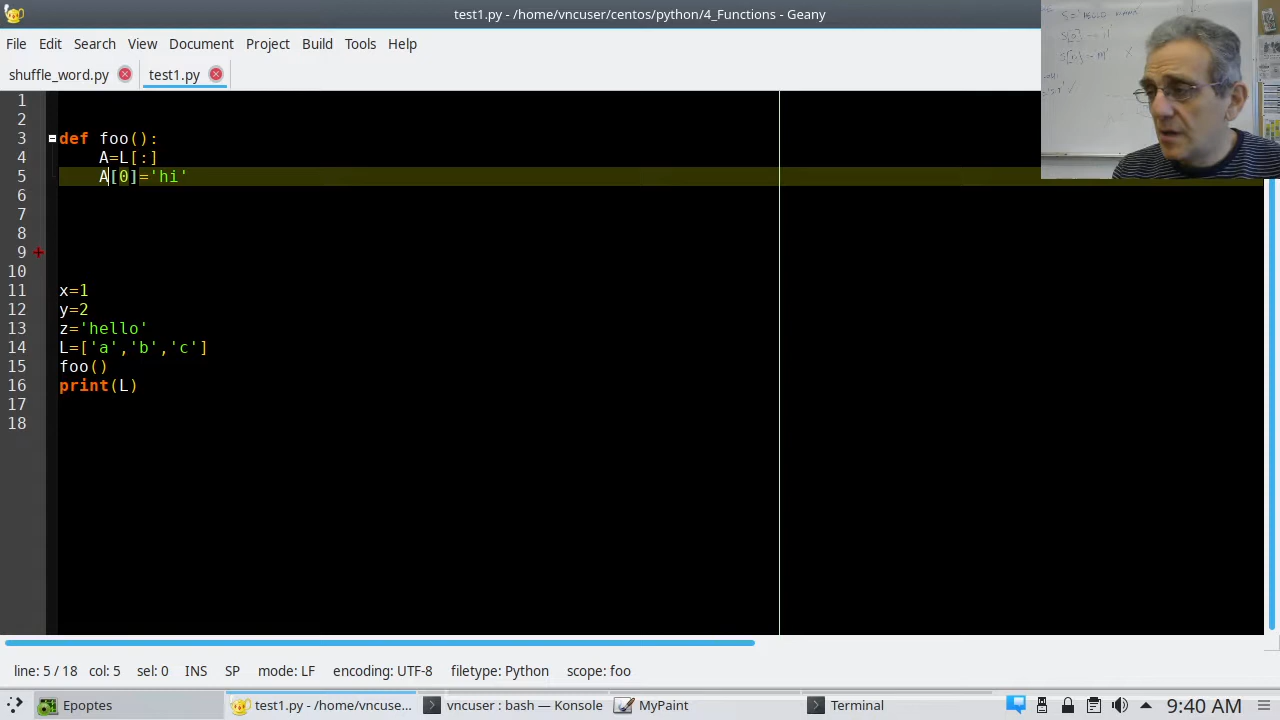 test1.py - /home/vncuser/centos/python/4_Functions - Geany
File Edit Search View Document Project Build Tools Help
shuffle_word.py test1.py
1
2
3 def foo():
4 A=L[:]
5 A[0]='hi'
6
7
8
9
10
11 x=1
12 y=2
13 z='hello'
14 L=['a','b','c']
15 foo()
16 print(L)
17
18
line: 5 / 18 col: 5 sel: 0 INS SP mode: LF encoding: UTF-8 filetype: Python scope: foo
Epoptes test1.py - /home/vncuse... vncuser : bash — Konsole MyPaint Terminal 9:40 AM